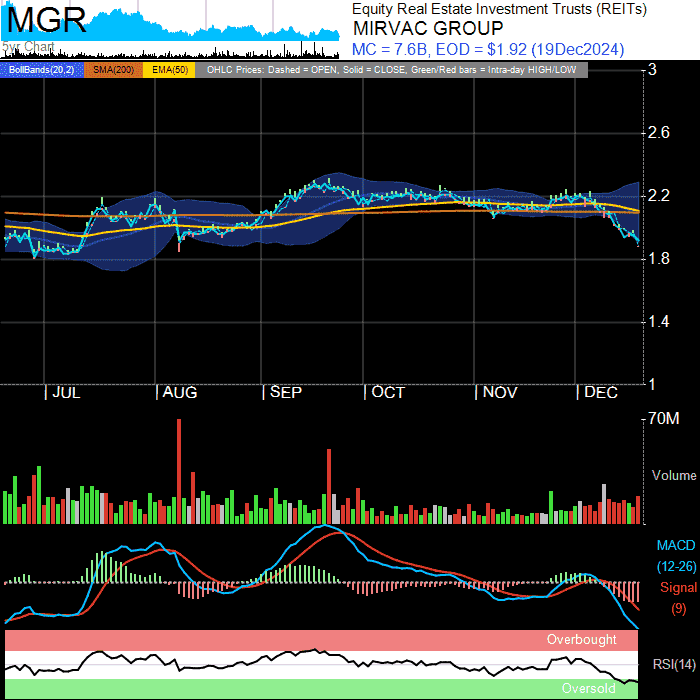 MGR
5yr Chart
Equity Real Estate Investment Trusts (REITs)
MIRVAC GROUP
MC = 7.6B, EOD = $1.92 (19Dec2024)
BollBands(20,2) SMA(200) EMA(50) OHLC Prices: Dashed = OPEN, Solid = CLOSE, Green/Red bars = Intra-day HIGH/LOW
3
2.6
2.2
1.8
1.4
1
| JUL | AUG | SEP | OCT | NOV | DEC
70M
Volume
MACD
(12-26)
Signal
(9)
Overbought
RSI(14)
Oversold